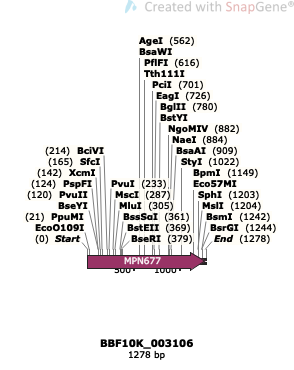 Created with SnapGene®
AgeI (562)
BsaWI
PflFI (616)
Tth111I
PciI (701)
EagI (726)
BglII (780)
BstYI
NgoMIV (882)
NaeI (884)
(214) BciVI BsaAI (909)
(165) SfcI StyI (1022)
(142) XcmI BpmI (1149)
(124) PspFI PvuI (233) Eco57MI
(120) PvuII MscI (287) SphI (1203)
BseYI MluI (305) MslI (1204)
(21) PpuMI BssSαI (361) BsmI (1242)
EcoO109I BstEII (369) BsrGI (1244)
(0) Start BseRI (379) End (1278)
MPN677
500 1000
BBF10K_003106
1278 bp